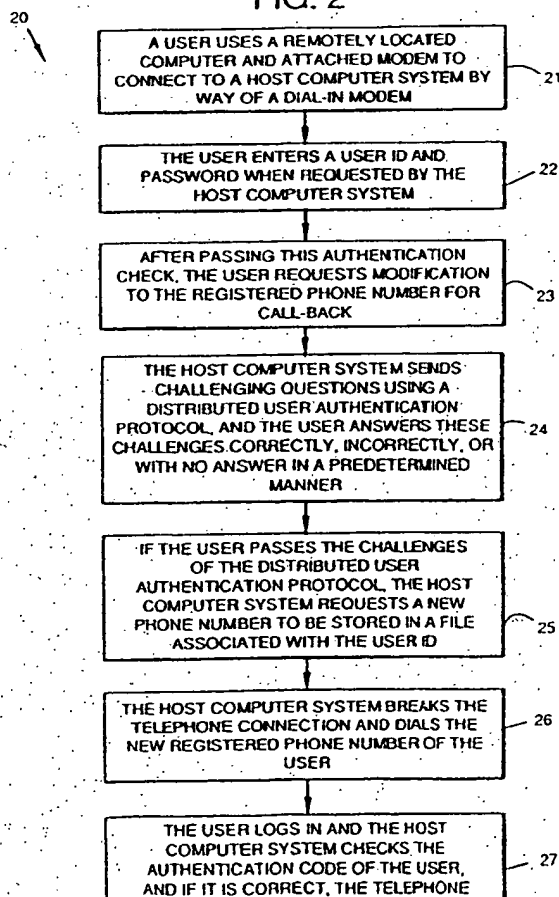 FIG. 2
20
A USER USES A REMOTELY LOCATED
COMPUTER AND ATTACHED MODEM TO
CONNECT TO A HOST COMPUTER SYSTEM BY
WAY OF A DIAL-IN MODEM
21
THE USER ENTERS A USER ID AND
PASSWORD WHEN REQUESTED BY THE
HOST COMPUTER SYSTEM
22
AFTER PASSING THIS AUTHENTICATION
CHECK, THE USER REQUESTS MODIFICATION
TO THE REGISTERED PHONE NUMBER FOR
CALL-BACK
23
THE HOST COMPUTER SYSTEM SENDS
CHALLENGING QUESTIONS USING A
DISTRIBUTED USER AUTHENTICATION
PROTOCOL, AND THE USER ANSWERS THESE
CHALLENGES CORRECTLY, INCORRECTLY, OR
WITH NO ANSWER IN A PREDETERMINED
MANNER
24
IF THE USER PASSES THE CHALLENGES
OF THE DISTRIBUTED USER
AUTHENTICATION PROTOCOL, THE HOST
COMPUTER SYSTEM REQUESTS A NEW
PHONE NUMBER TO BE STORED IN A FILE
ASSOCIATED WITH THE USER ID
25
THE HOST COMPUTER SYSTEM BREAKS THE
TELEPHONE CONNECTION AND DIALS THE
NEW REGISTERED PHONE NUMBER OF THE
USER
26
THE USER LOGS IN AND THE HOST
COMPUTER SYSTEM CHECKS THE
AUTHENTICATION CODE OF THE USER,
AND IF IT IS CORRECT, THE TELEPHONE
27